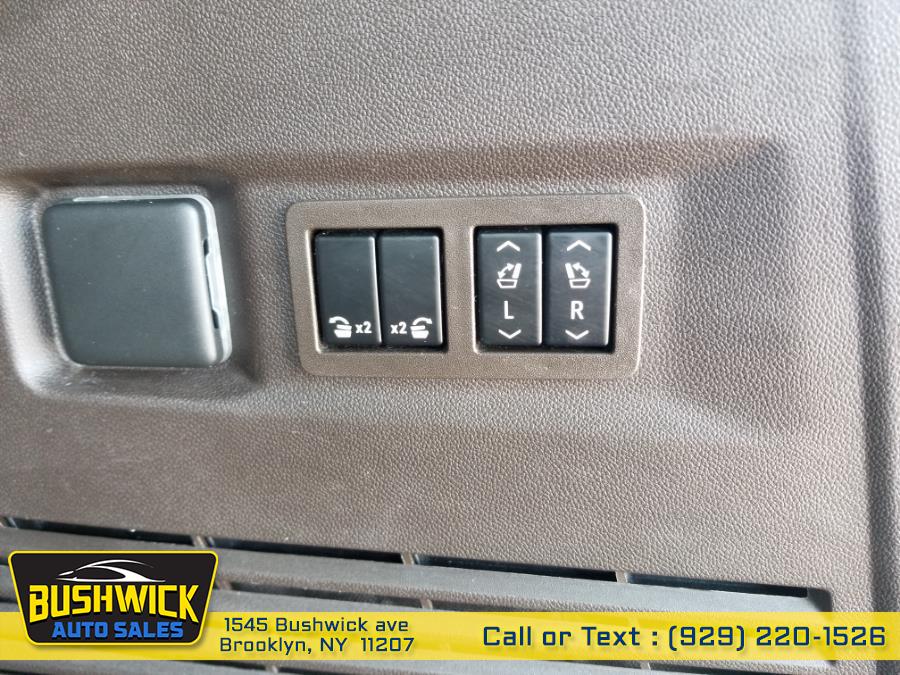 x2 x2
L R
BUSHWICK
AUTO SALES
1545 Bushwick ave
Brooklyn, NY 11207
Call or Text : (929) 220-1526